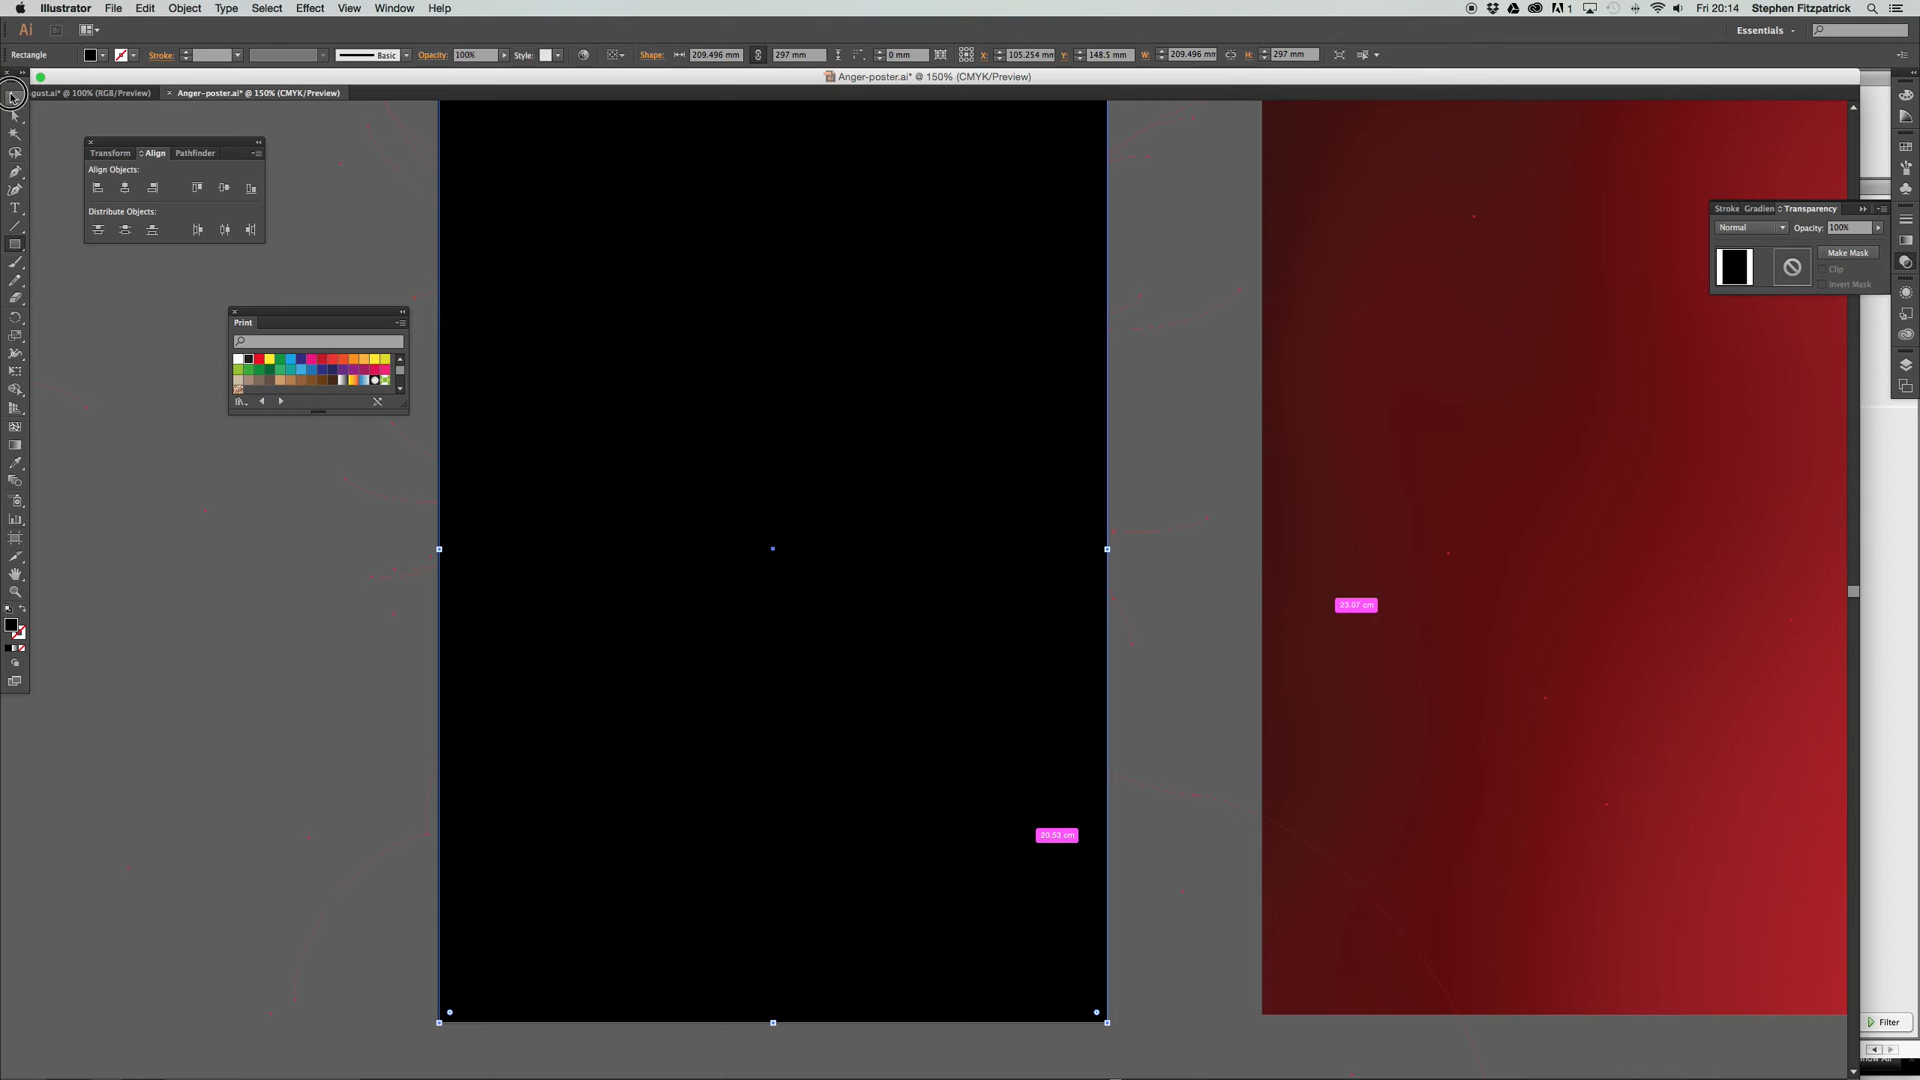 Illustrator File Edit Object Type Select Effect View Window Help
1 Fri 20:14 Stephen Fitzpatrick
Ai Essentials
Rectangle Stroke: Basic Opacity: 100% Style: Shape: 209.496 mm 297 mm 0 mm X: 105.254 mm Y: 148.5 mm W: 209.496 mm H: 297 mm
Anger-poster.ai* @ 150% (CMYK/Preview)
gust.ai* @ 100% (RGB/Preview) Anger-poster.ai* @ 150% (CMYK/Preview)
Transform Align Pathfinder
Align Objects:
Distribute Objects:
Stroke Gradien Transparency
Normal Opacity: 100%
Make Mask
Clip
Invert Mask
Print
23.07 cm
20.53 cm
Filter